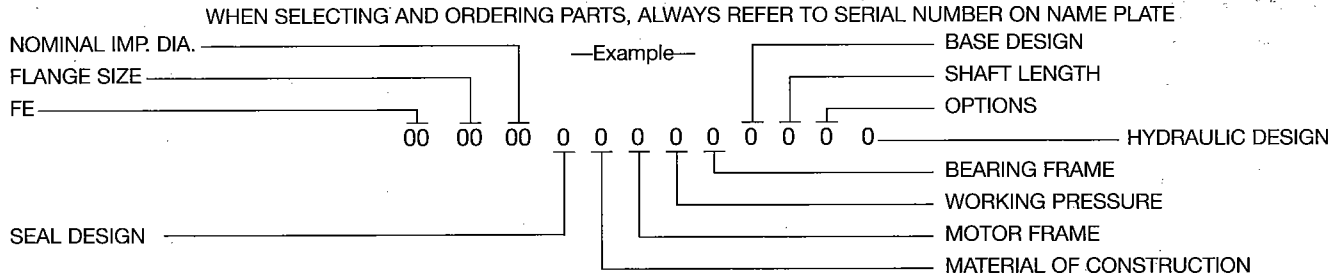 WHEN SELECTING AND ORDERING PARTS, ALWAYS REFER TO SERIAL NUMBER ON NAME PLATE
NOMINAL IMP. DIA.
—Example—
BASE DESIGN
FLANGE SIZE
SHAFT LENGTH
FE
OPTIONS
00 00 00 0 0 0 0 0 0 0 0 0
HYDRAULIC DESIGN
BEARING FRAME
WORKING PRESSURE
SEAL DESIGN
MOTOR FRAME
MATERIAL OF CONSTRUCTION